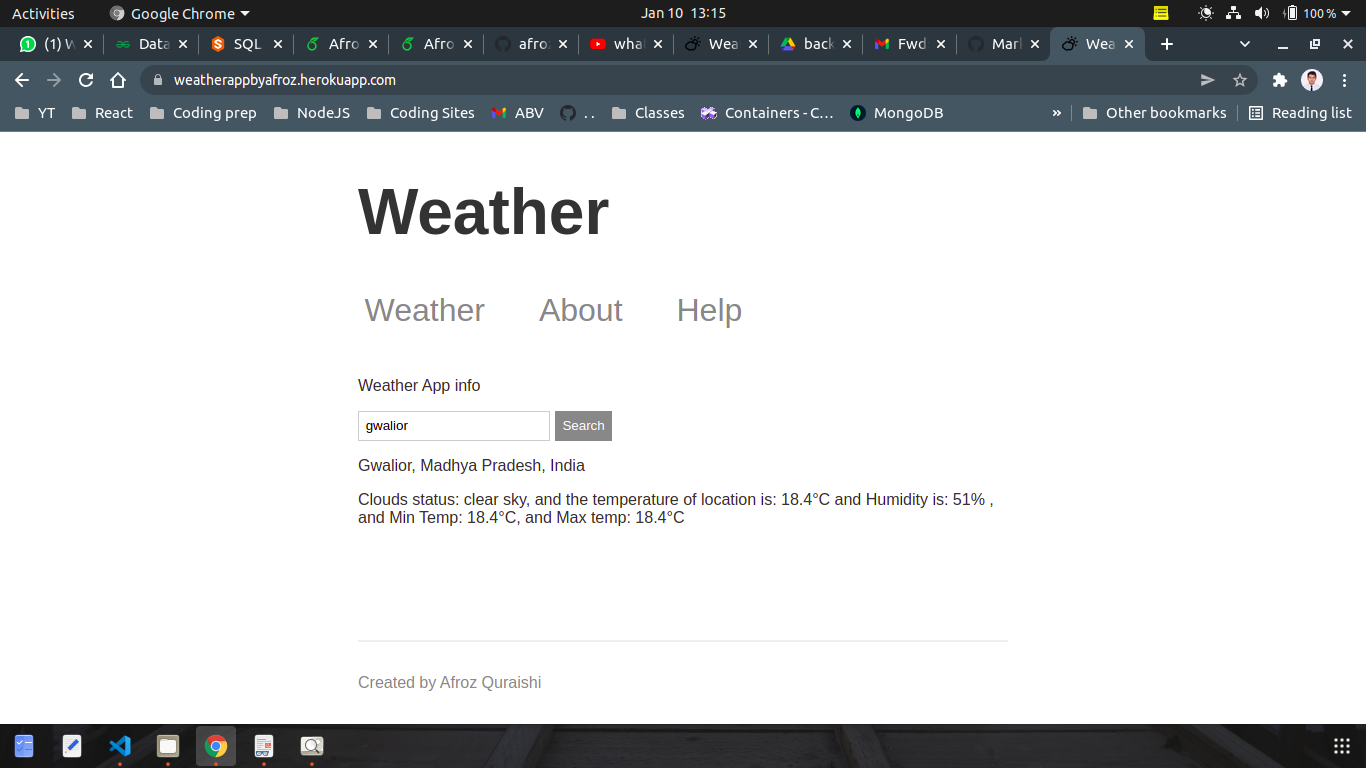 Activities Google Chrome Jan 10 13:15 100 %
(1) W Data SQL Afro Afro afro wha Wea back Fwd Mar Wea
weatherappbyafroz.herokuapp.com
YT React Coding prep NodeJS Coding Sites ABV . . Classes Containers - C... MongoDB » Other bookmarks Reading list
Weather
Weather About Help
Weather App info
gwalior Search
Gwalior, Madhya Pradesh, India
Clouds status: clear sky, and the temperature of location is: 18.4°C and Humidity is: 51% ,
and Min Temp: 18.4°C, and Max temp: 18.4°C
Created by Afroz Quraishi